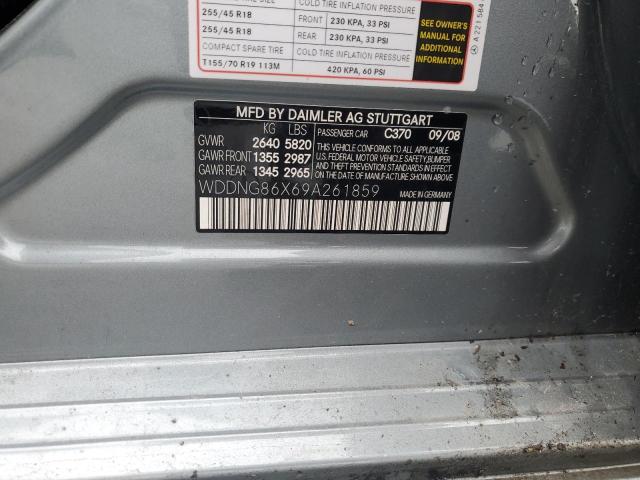 COLD TIRE INFLATION PRESSURE
255/45 R18 FRONT 230 KPA, 33 PSI
255/45 R18 REAR 230 KPA, 33 PSI
COMPACT SPARE TIRE COLD TIRE INFLATION PRESSURE
T155/70 R19 113M 420 KPA, 60 PSI
SEE OWNER'S
MANUAL FOR
ADDITIONAL
INFORMATION
A 221 584
MFD BY DAIMLER AG STUTTGART
KG LBS PASSENGER CAR C370 09/08
GVWR 2640 5820
GAWR FRONT 1355 2987
GAWR REAR 1345 2965
THIS VEHICLE CONFORMS TO ALL APPLICABLE
U.S. FEDERAL MOTOR VEHICLE SAFETY, BUMPER
AND THEFT PREVENTION STANDARDS IN EFFECT
ON THE DATE OF MANUFACTURE SHOWN ABOVE.
WDDNG86X69A261859
MADE IN GERMANY